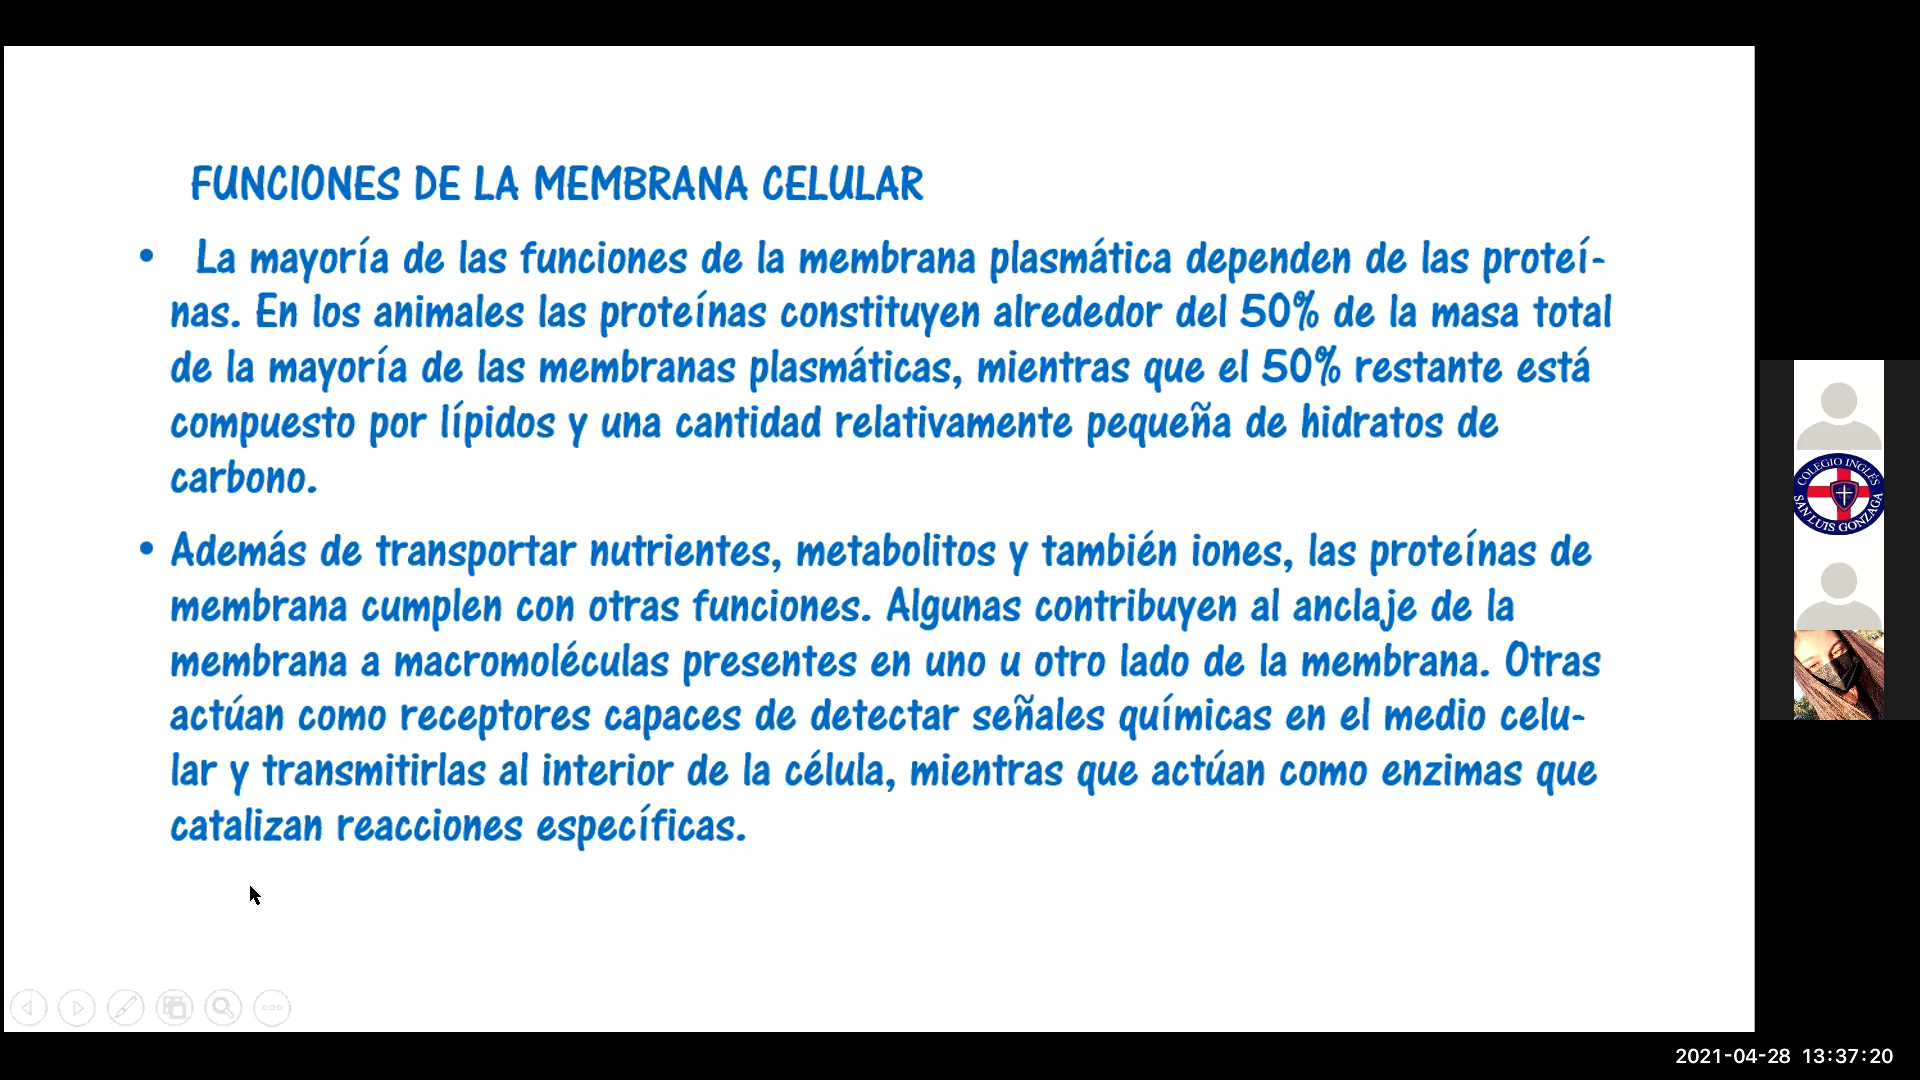 FUNCIONES DE LA MEMBRANA CELULAR
• La mayoría de las funciones de la membrana plasmática dependen de las proteí-
nas. En los animales las proteínas constituyen alrededor del 50% de la masa total
de la mayoría de las membranas plasmáticas, mientras que el 50% restante está
compuesto por lípidos y una cantidad relativamente pequeña de hidratos de
carbono.
• Además de transportar nutrientes, metabolitos y también iones, las proteínas de
membrana cumplen con otras funciones. Algunas contribuyen al anclaje de la
membrana a macromoléculas presentes en uno u otro lado de la membrana. Otras
actúan como receptores capaces de detectar señales químicas en el medio celu-
lar y transmitirlas al interior de la célula, mientras que actúan como enzimas que
catalizan reacciones específicas.
COLEGIO INGLÉS
SAN LUIS GONZAGA
2021-04-28 13:37:20